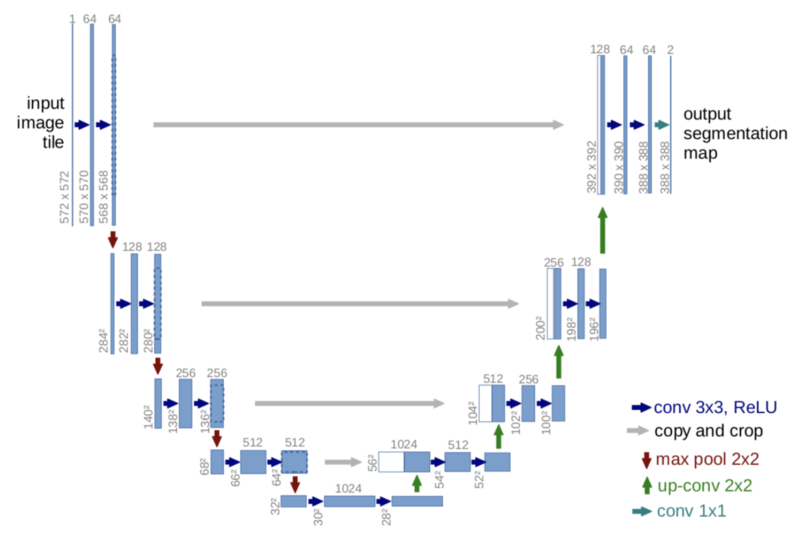 1 64 64
input
image
tile
572 x 572
570 x 570
568 x 568
128 64 64 2
output
segmentation
map
392 x 392
390 x 390
388 x 388
388 x 388
128 128
284²
282²
280²
256 128
200²
198²
196²
256 256
140²
138²
136²
512 256
104²
102²
100²
512 512
68²
66²
64²
1024 512
56²
54²
52²
1024
32²
30²
28²
conv 3x3, ReLU
copy and crop
max pool 2x2
up-conv 2x2
conv 1x1